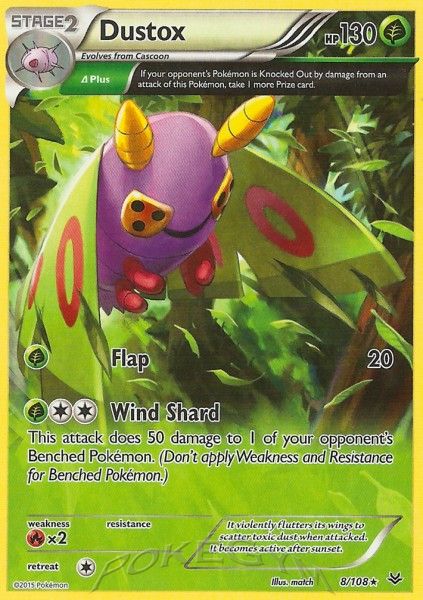 STAGE2 Dustox HP130
Evolves from Cascoon
Δ Plus
If your opponent's Pokémon is Knocked Out by damage from an
attack of this Pokémon, take 1 more Prize card.
Flap 20
Wind Shard
This attack does 50 damage to 1 of your opponent's
Benched Pokémon. (Don't apply Weakness and Resistance
for Benched Pokémon.)
weakness resistance
×2
It violently flutters its wings to
scatter toxic dust when attacked.
It becomes active after sunset.
retreat
©2015 Pokémon Illus. match 8/108★